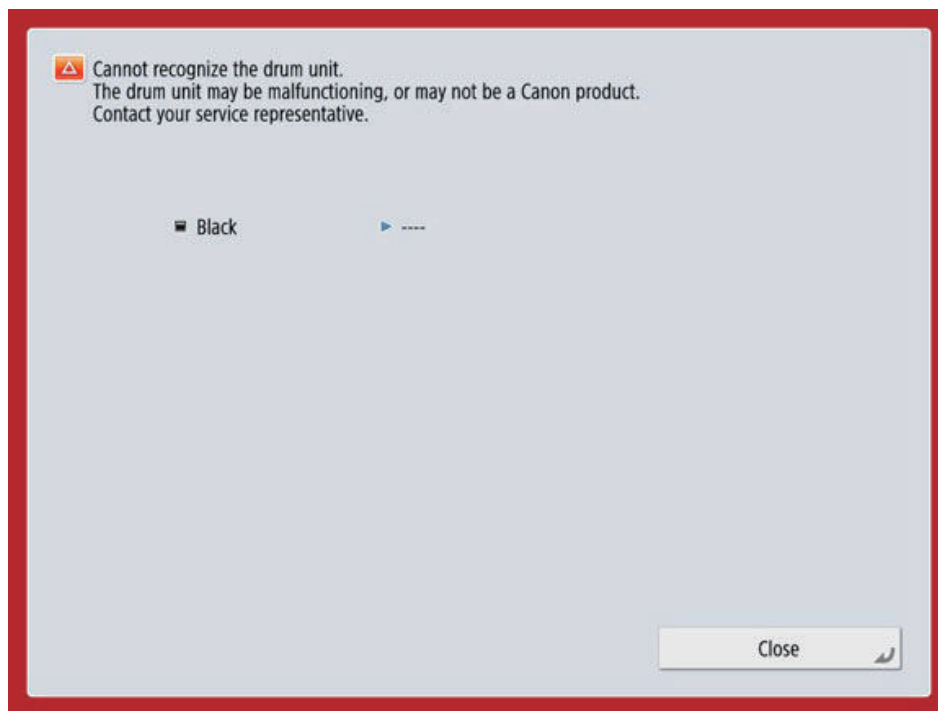 Cannot recognize the drum unit.
The drum unit may be malfunctioning, or may not be a Canon product.
Contact your service representative.
Black ----
Close